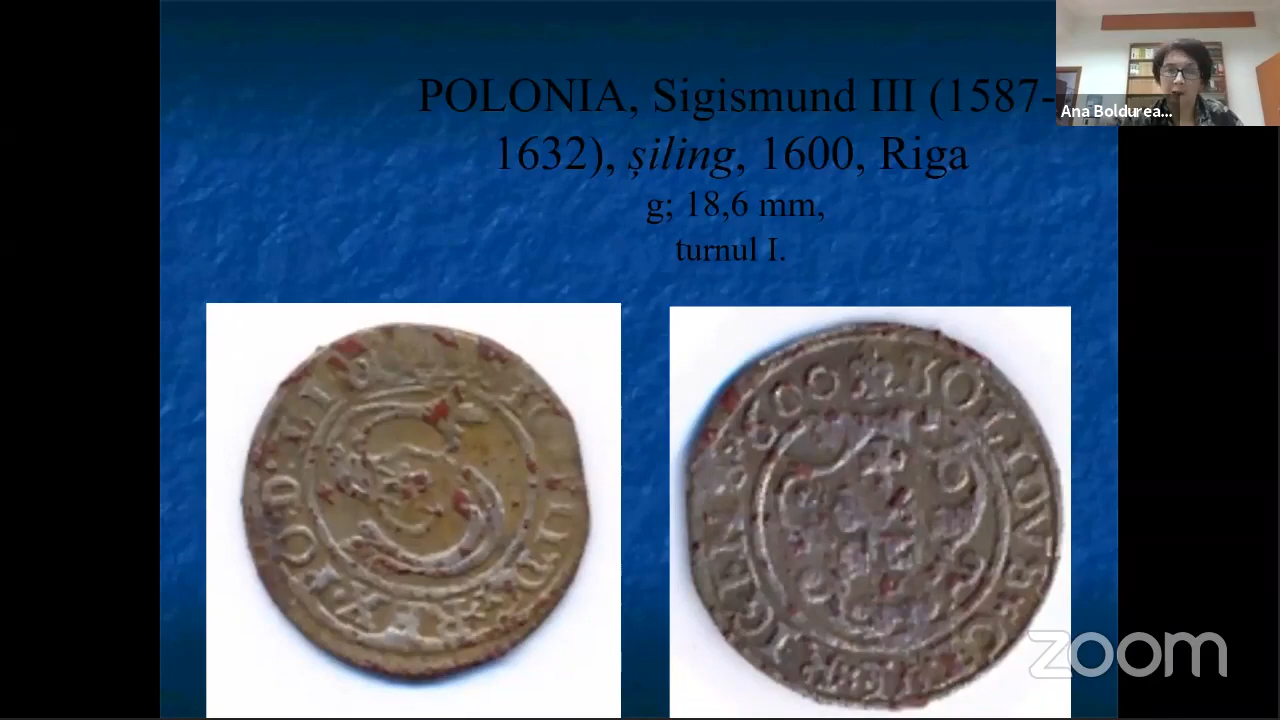 POLONIA, Sigismund III (1587-
1632), șiling, 1600, Riga
g; 18,6 mm,
turnul I.
Ana Boldurea...
zoom